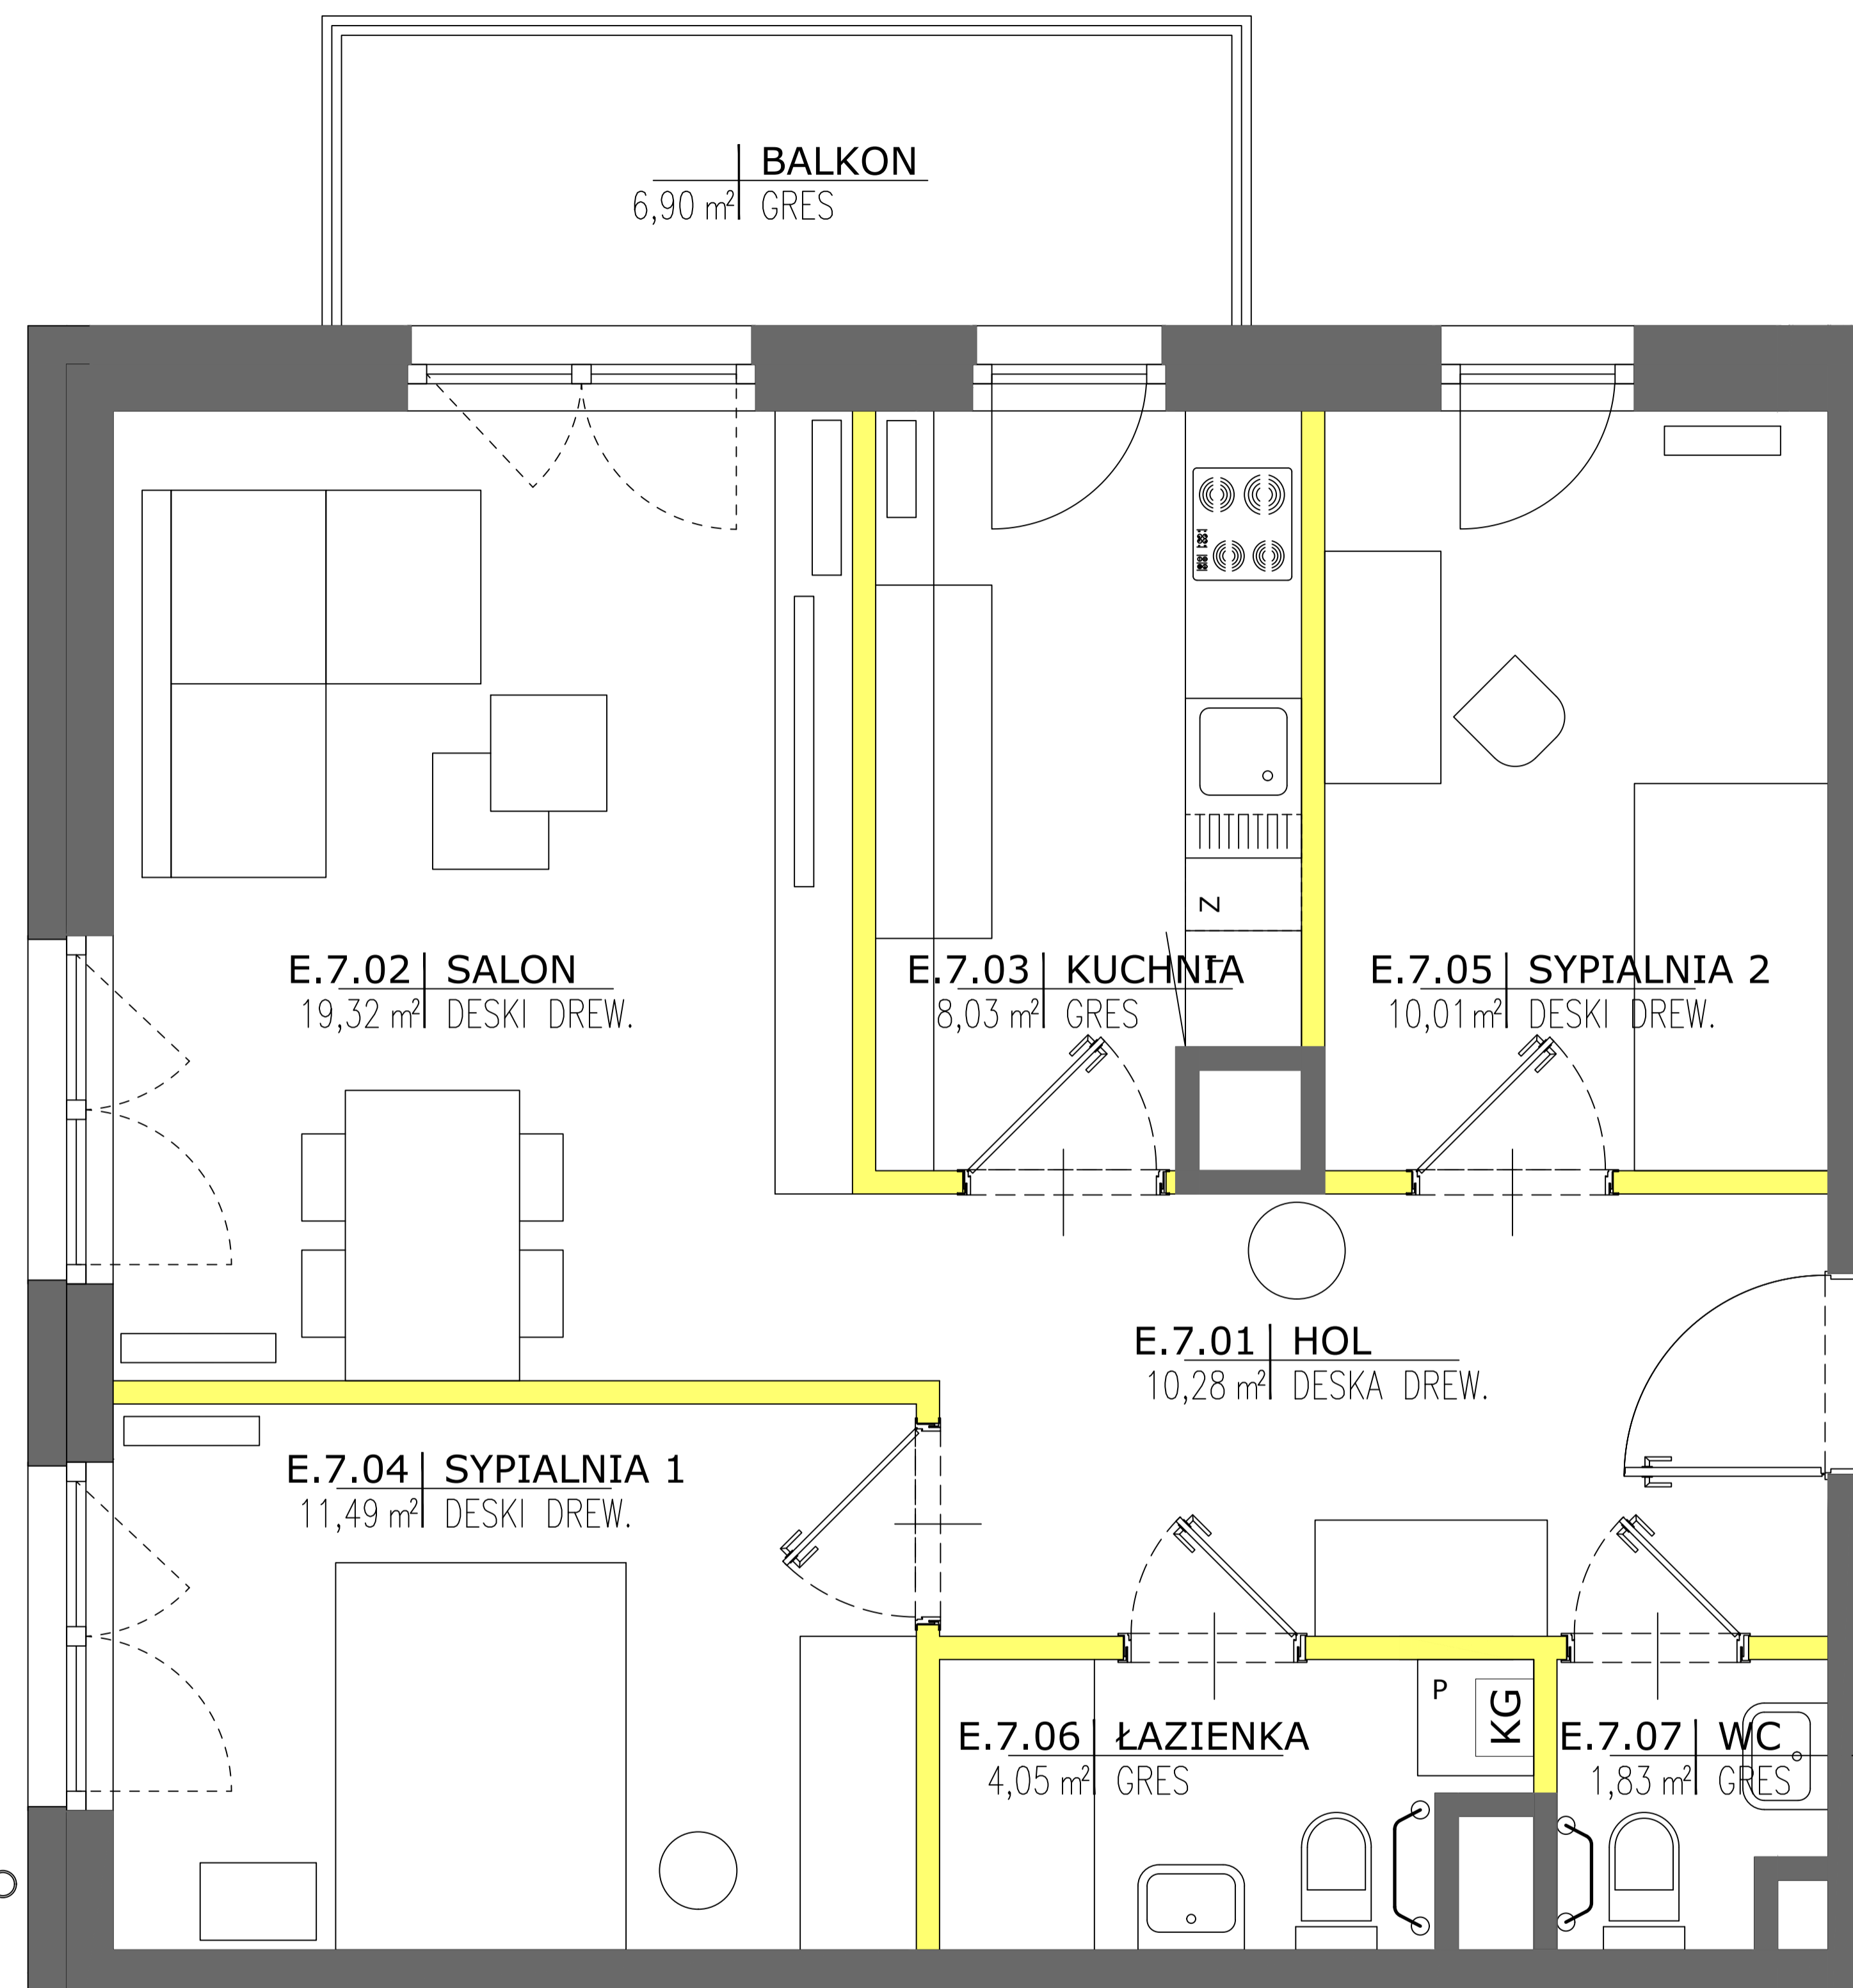 BALKON
6,90 m² GRES
Z
L
E.7.02 SALON
19,32 m² DESKI DREW.
E.7.03 KUCHNIA
8,03 m² GRES
E.7.05 SYPIALNIA 2
10,01 m² DESKI DREW.
E.7.01 HOL
10,28 m² DESKA DREW.
E.7.04 SYPIALNIA 1
11,49 m² DESKI DREW.
P
KG
E.7.06 ŁAZIENKA
4,05 m² GRES
E.7.07 WC
1,83 m² GRES